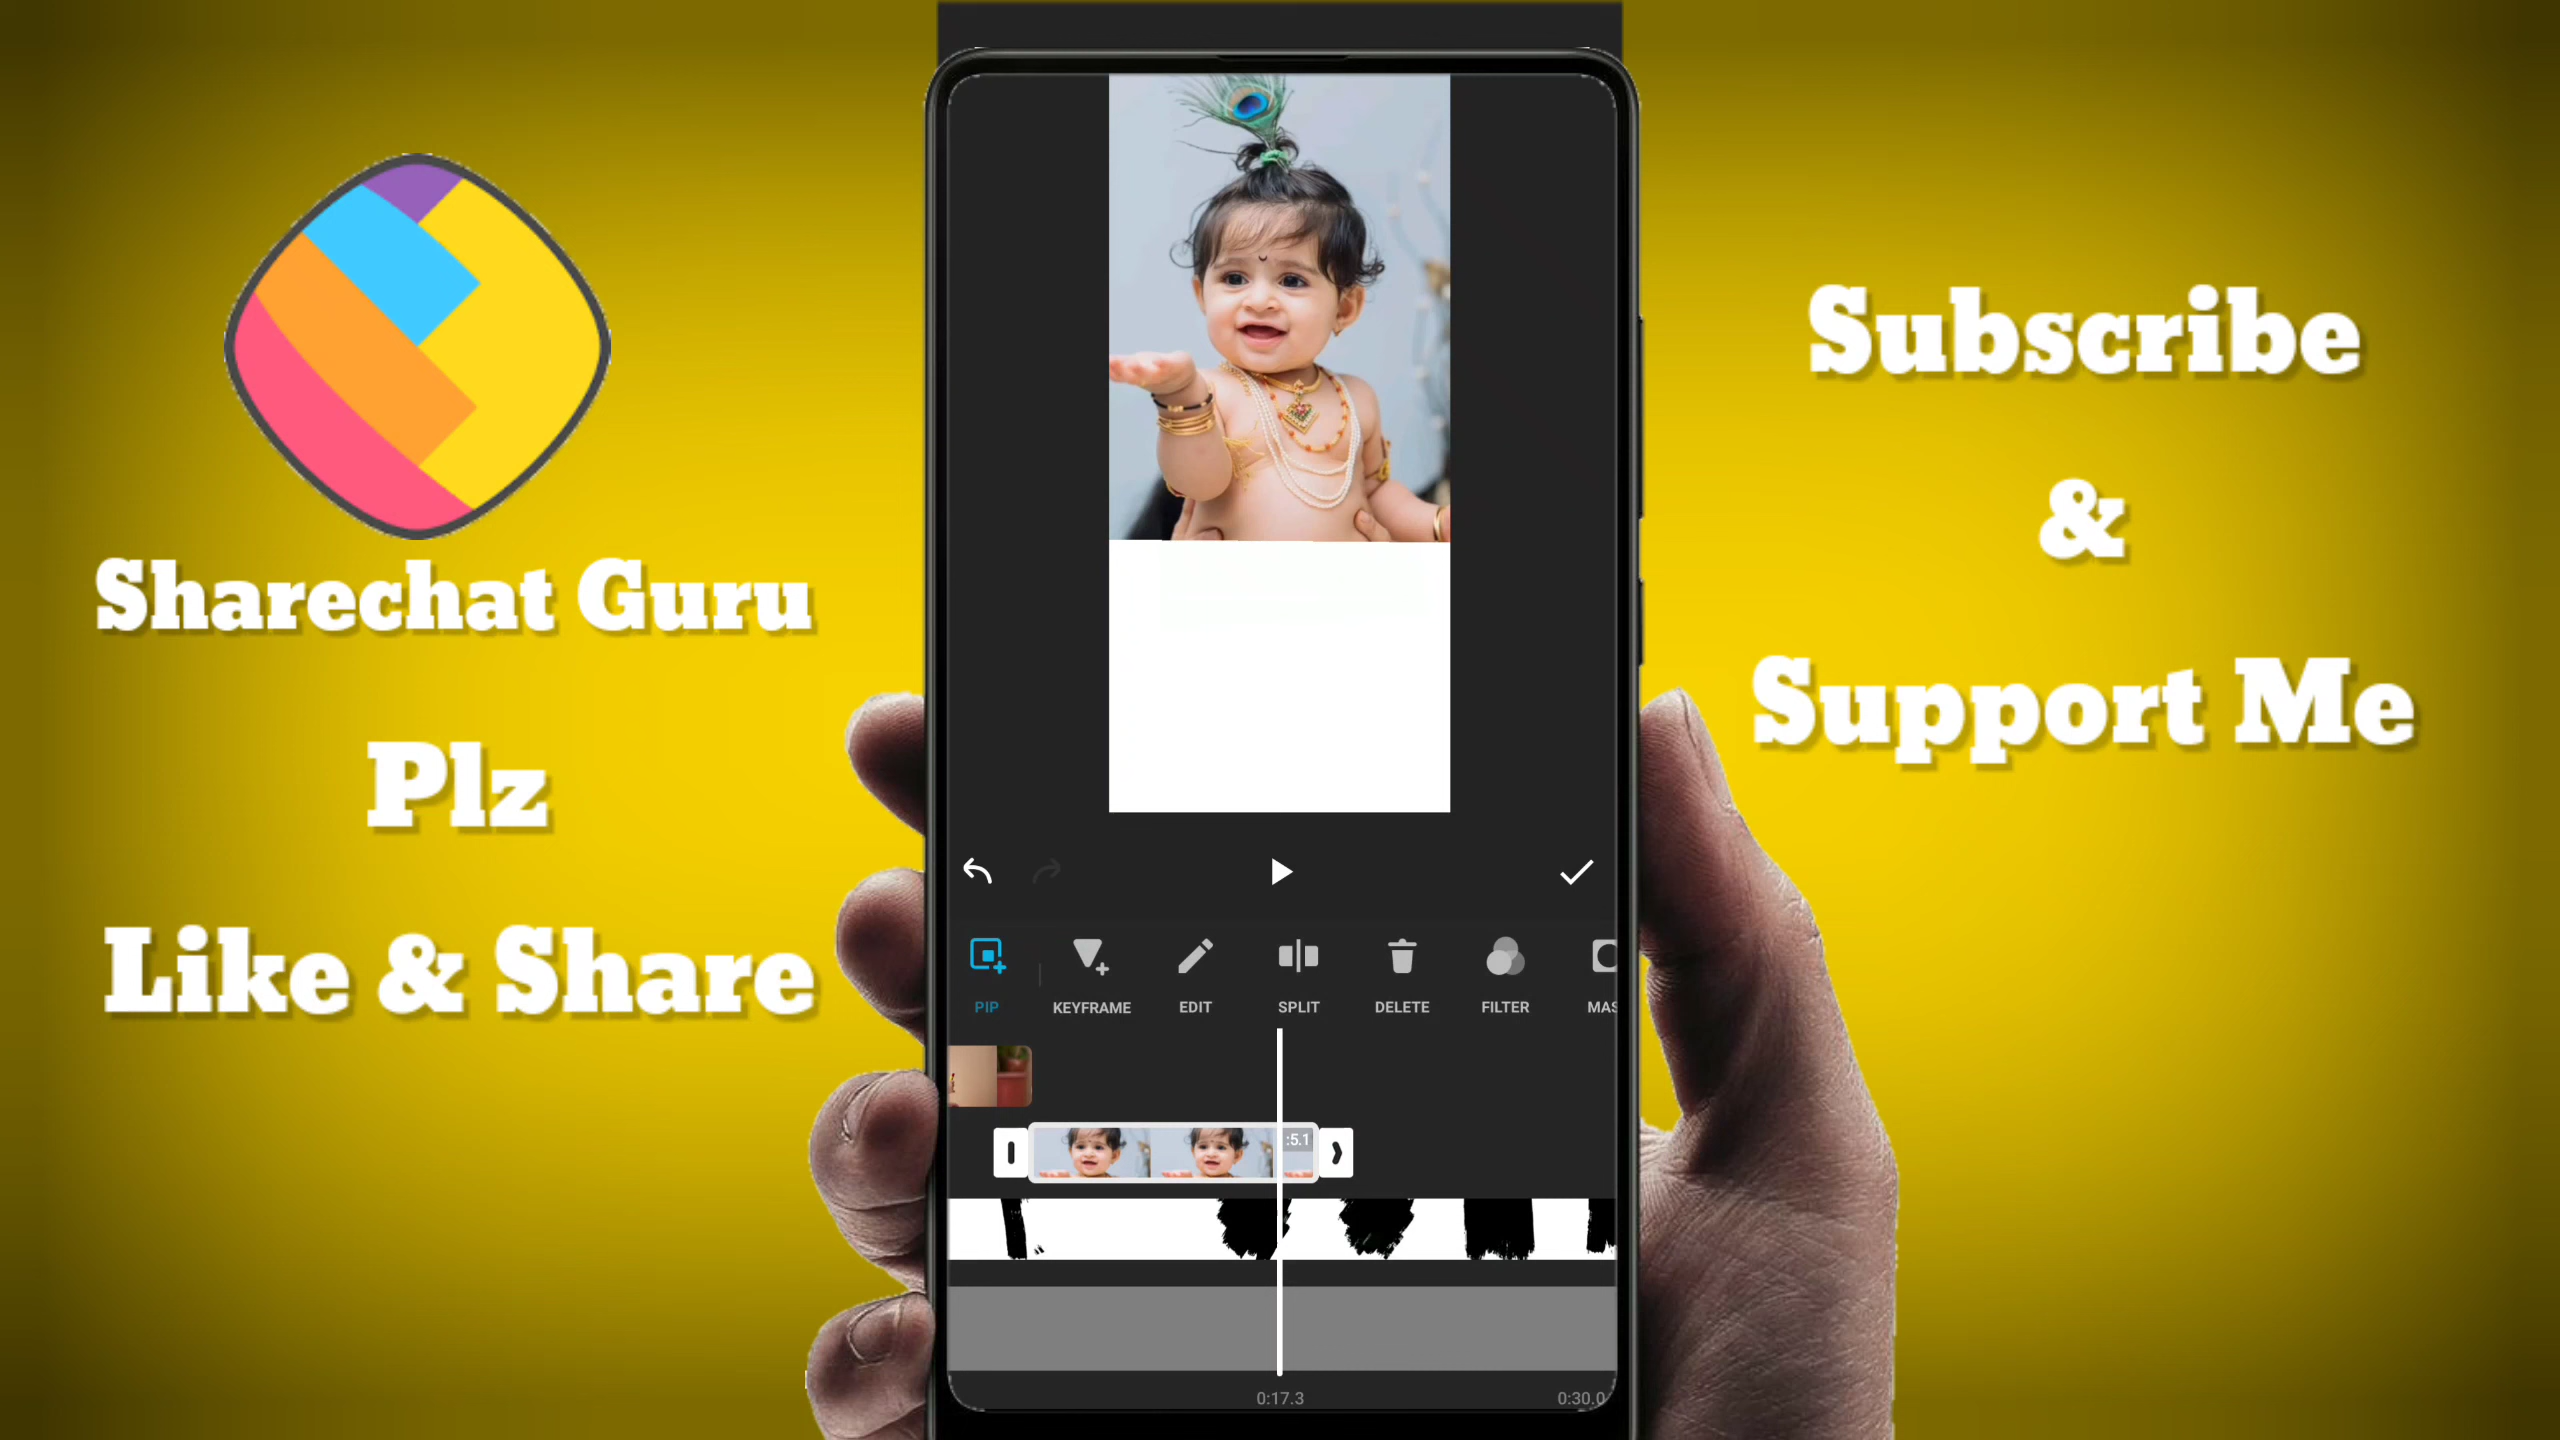 Sharechat Guru
Plz
Like & Share
Subscribe
&
Support Me
PIP
KEYFRAME
EDIT
SPLIT
DELETE
FILTER
MAS
:5.1
0:17.3
0:30.0